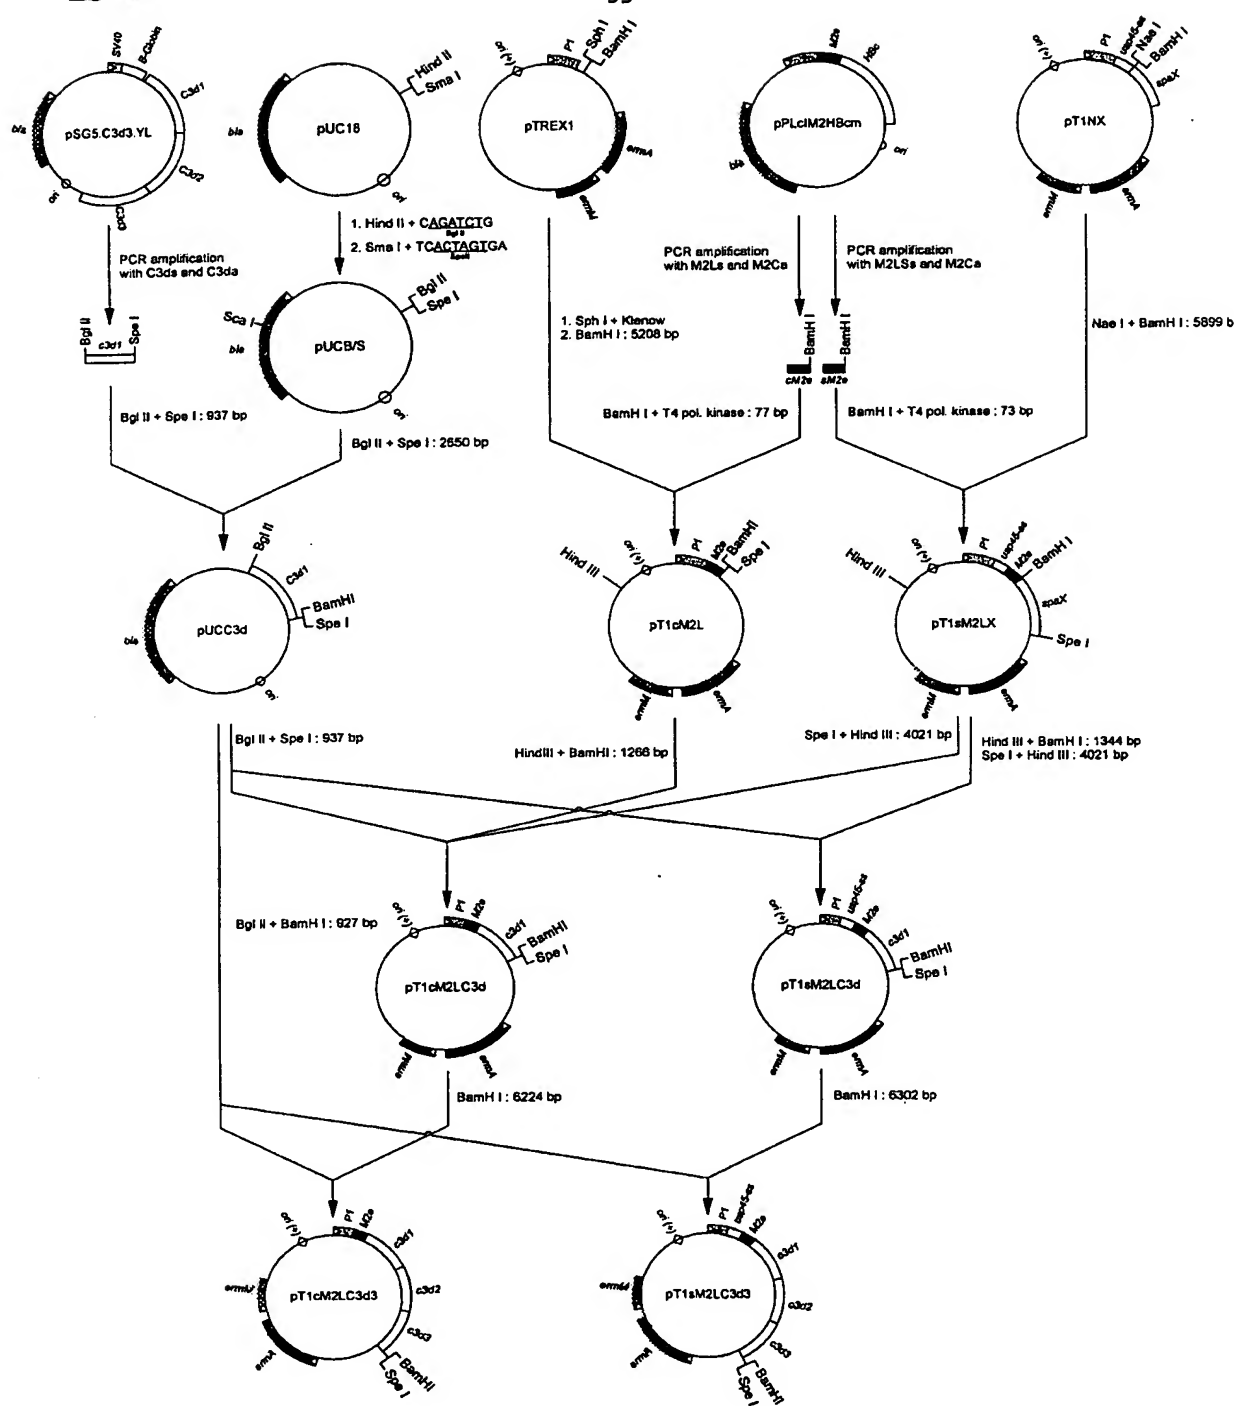 SV40
B-Globin
C3d1
C3d2
C3d3
bla
ori
pSG5.C3d3.YL
Hind II
Sma I
bla
pUC18
ori
ori (+)
P1
Sph I
BamH I
pTREX1
ermA
ermM
M2e
HBc
pPLcIM2HBcm
bla
ori
ori (+)
P1
usp45-ss
Nae I
BamH I
spaX
pT1NX
ermM
ermA
PCR amplification
with C3ds and C3da
1. Hind II + CAGATCTG
Bgl II
2. Sma I + TCACTAGTGA
PCR amplification
with M2Ls and M2Ca
PCR amplification
with M2LSs and M2Ca
Bgl II
Spe I
c3d1
Sca I
bla
pUCB/S
Bgl II
Spe I
ori
1. Sph I + Klenow
2. BamH I : 5208 bp
BamH I
cM2e
BamH I
sM2e
Nae I + BamH I : 5899 b
Bgl II + Spe I : 937 bp
Bgl II + Spe I : 2650 bp
BamH I + T4 pol. kinase : 77 bp
BamH I + T4 pol. kinase : 73 bp
Bgl II
C3d1
BamHI
Spe I
bla
pUCC3d
ori
Hind III
ori (+)
P1
M2e
BamHI
Spe I
pT1cM2L
ermM
ermA
Hind III
ori (+)
P1
usp45-ss
M2e
BamH I
spaX
Spe I
pT1sM2LX
ermM
ermA
Bgl II + Spe I : 937 bp
HindIII + BamHI : 1266 bp
Spe I + Hind III : 4021 bp
Hind III + BamH I : 1344 bp
Spe I + Hind III : 4021 bp
Bgl II + BamH I : 927 bp
ori (+)
P1
M2e
c3d1
BamHI
Spe I
pT1cM2LC3d
ermM
ermA
ori (+)
P1
usp45-ss
M2e
c3d1
BamHI
Spe I
pT1sM2LC3d
ermM
ermA
BamH I : 6224 bp
BamH I : 6302 bp
ori (+)
P1
M2e
c3d1
c3d2
c3d3
BamHI
Spe I
ermM
pT1cM2LC3d3
ermA
ori (+)
P1
usp45-ss
M2e
c3d1
c3d2
c3d3
BamHI
Spe I
ermM
pT1sM2LC3d3
ermA